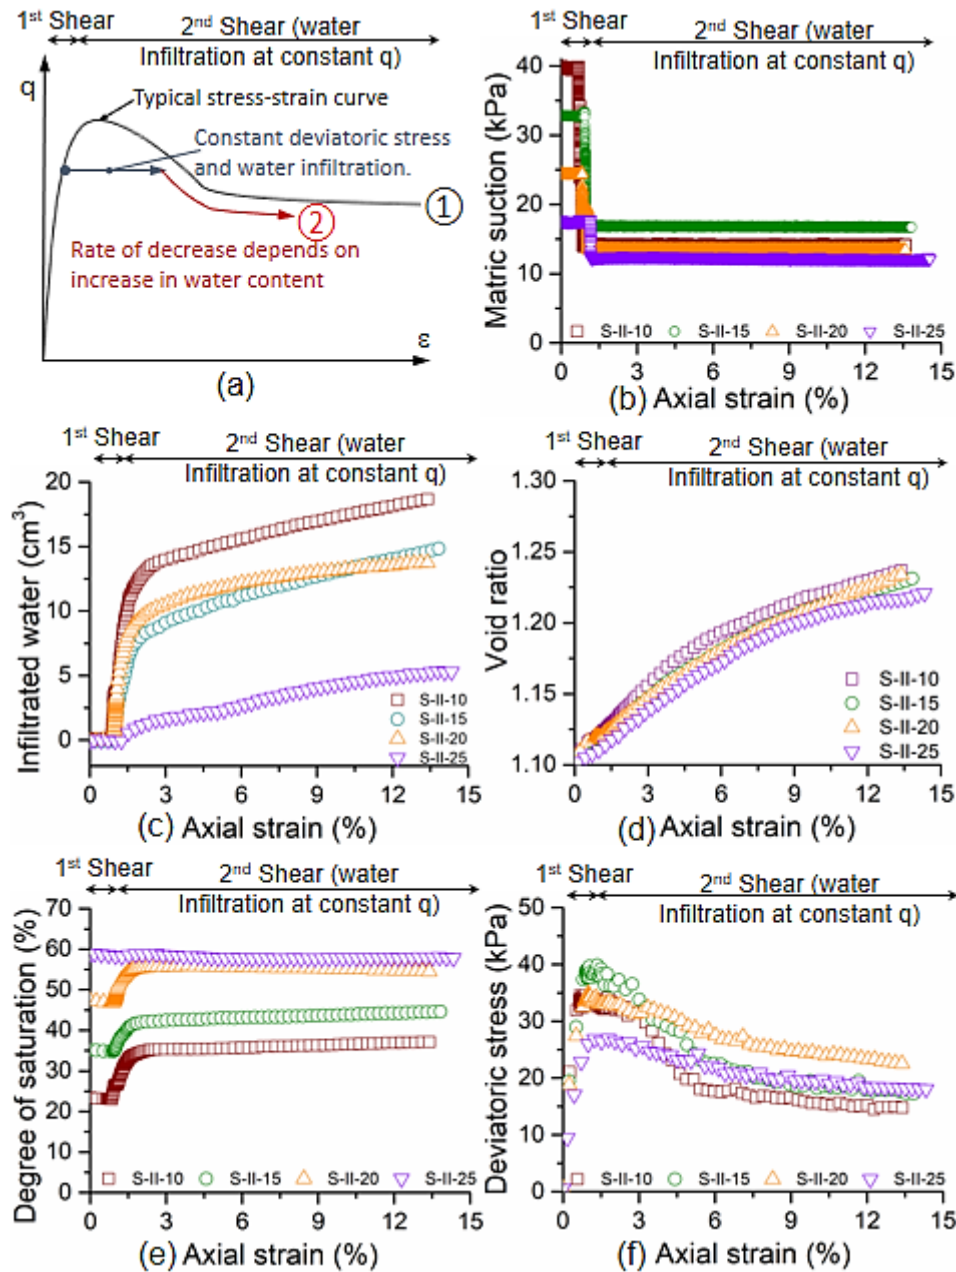 1st Shear
2nd Shear (water
Infiltration at constant q)
q
Typical stress-strain curve
Constant deviatoric stress
and water infiltration.
1
2
Rate of decrease depends on
increase in water content
ε
(a)
1st Shear
2nd Shear (water
Infiltration at constant q)
Matric suction (kPa)
40
30
20
10
0
S-II-10 S-II-15 S-II-20 S-II-25
0 3 6 9 12 15
(b) Axial strain (%)
1st Shear
2nd Shear (water
Infiltration at constant q)
Infiltrated water (cm3)
20
15
10
5
0
S-II-10
S-II-15
S-II-20
S-II-25
0 3 6 9 12 15
(c) Axial strain (%)
1st Shear
2nd Shear (water
Infiltration at constant q)
Void ratio
1.30
1.25
1.20
1.15
1.10
S-II-10
S-II-15
S-II-20
S-II-25
0 3 6 9 12 15
(d) Axial strain (%)
1st Shear
2nd Shear (water
Infiltration at constant q)
Degree of saturation (%)
70
60
50
40
30
20
10
0
S-II-10 S-II-15 S-II-20 S-II-25
0 3 6 9 12 15
(e) Axial strain (%)
1st Shear
2nd Shear (water
Infiltration at constant q)
Deviatoric stress (kPa)
50
40
30
20
10
0
S-II-10 S-II-15 S-II-20 S-II-25
0 3 6 9 12 15
(f) Axial strain (%)